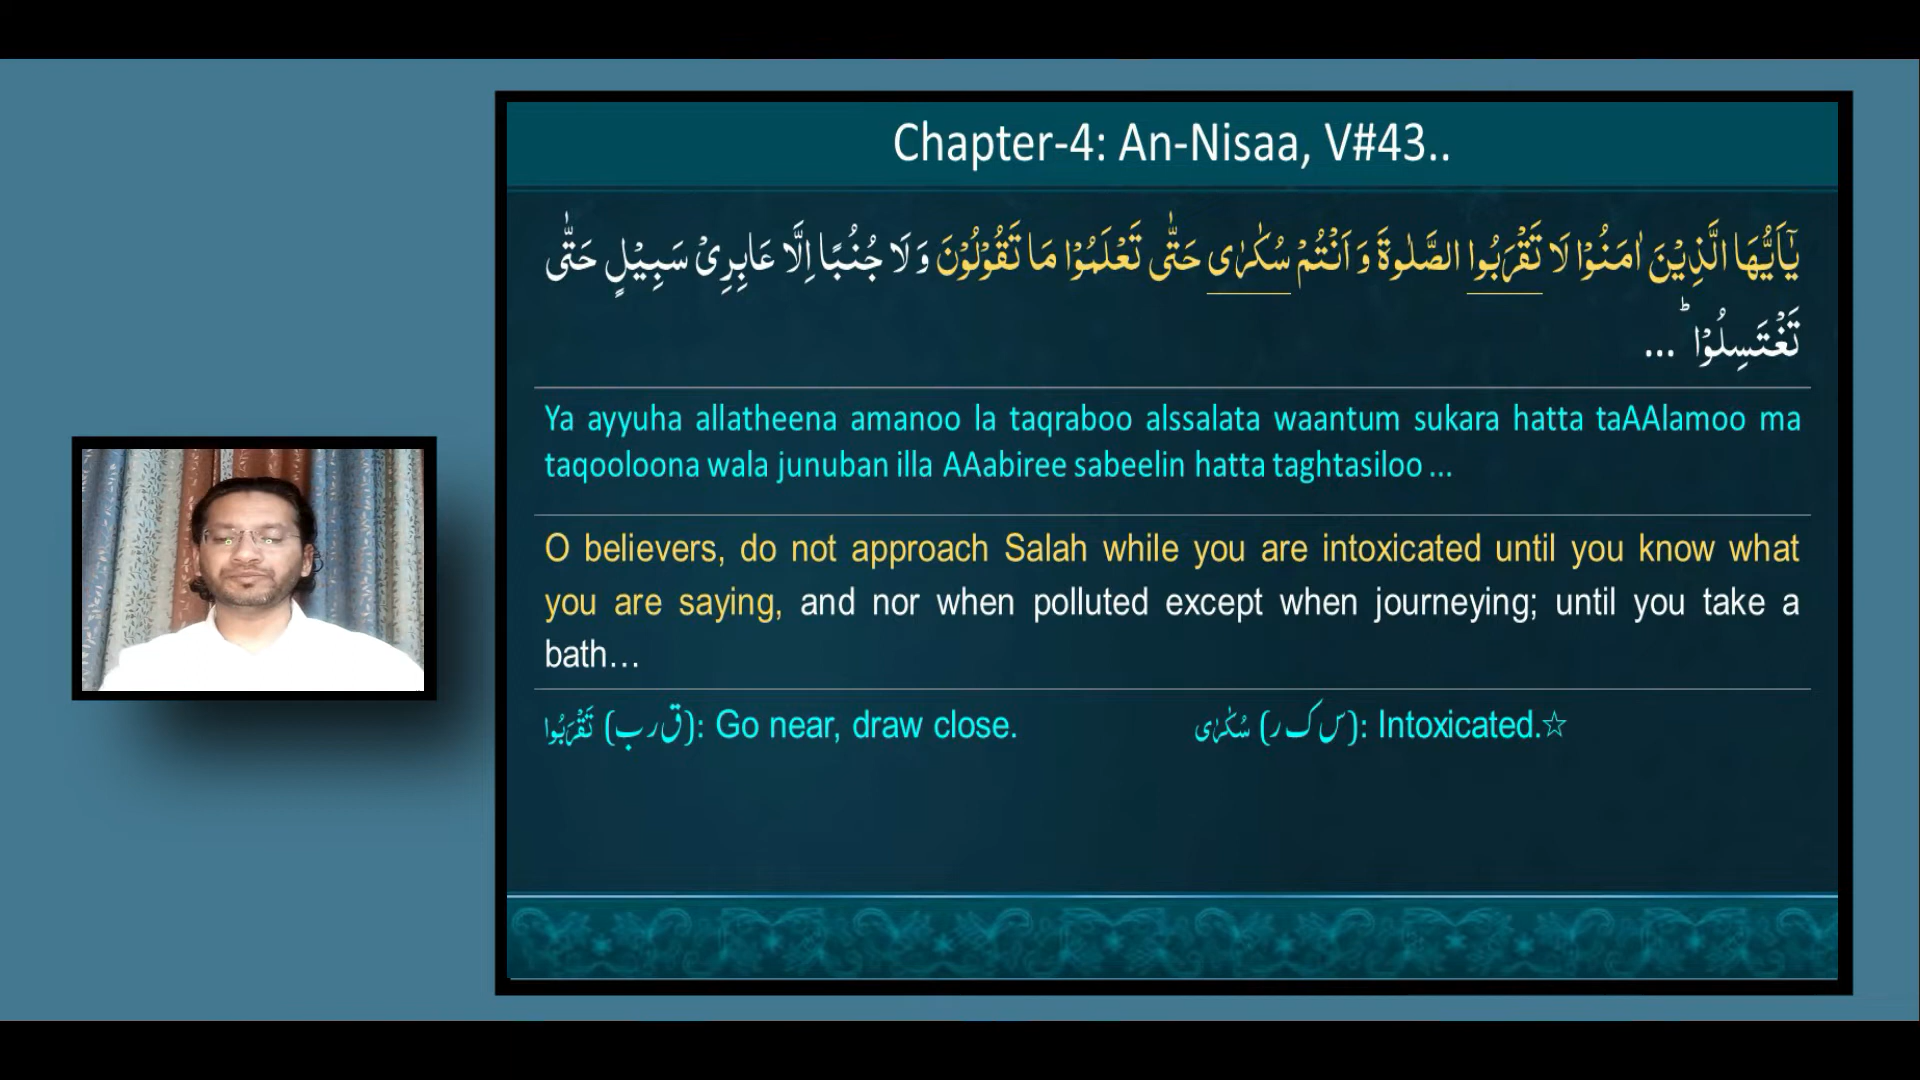 Chapter-4: An-Nisaa, V#43..
يٰٓاَيُّهَا الَّذِيْنَ اٰمَنُوْا لَا تَقْرَبُوا الصَّلٰوةَ وَ اَنْتُمْ سُكٰرٰى حَتّٰى تَعْلَمُوْا مَا تَقُوْلُوْنَ وَ لَا جُنُبًا اِلَّا عَابِرِىْ سَبِيْلٍ حَتّٰى
تَغْتَسِلُوْا ؕ ...
Ya ayyuha allatheena amanoo la taqraboo alssalata waantum sukara hatta taAAlamoo ma
taqooloona wala junuban illa AAabiree sabeelin hatta taghtasiloo ...
O believers, do not approach Salah while you are intoxicated until you know what
you are saying, and nor when polluted except when journeying; until you take a
bath...
تَقْرَبُوا (ق ر ب): Go near, draw close. سُكٰرٰى (س ک ر): Intoxicated.☆